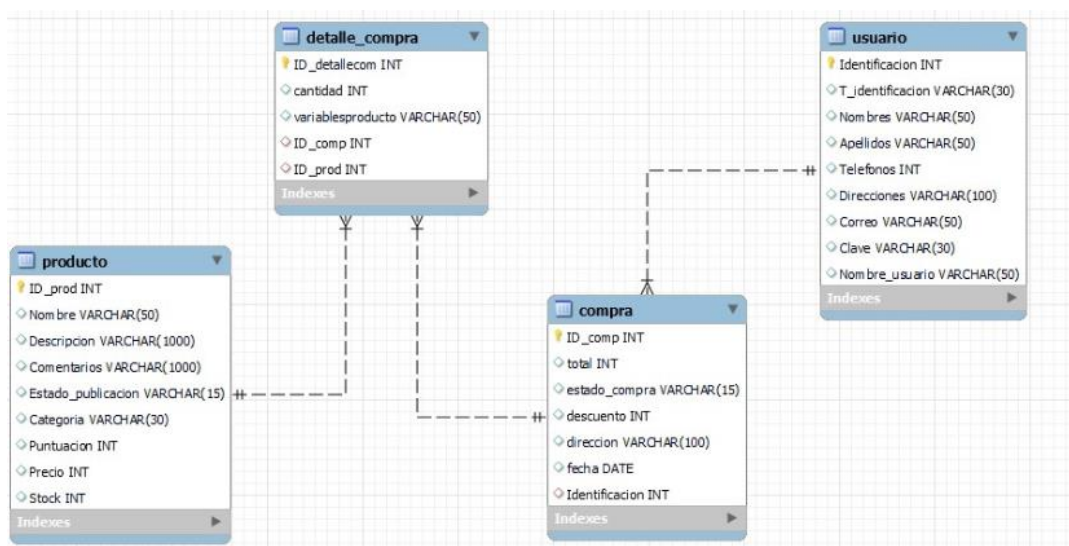 detalle_compra
ID_detallecom INT
cantidad INT
variablesproducto VARCHAR(50)
ID_comp INT
ID_prod INT
Indexes
usuario
Identificacion INT
T_identificacion VARCHAR(30)
Nombres VARCHAR(50)
Apellidos VARCHAR(50)
Telefonos INT
Direcciones VARCHAR(100)
Correo VARCHAR(50)
Clave VARCHAR(30)
Nombre_usuario VARCHAR(50)
Indexes
producto
ID_prod INT
Nombre VARCHAR(50)
Descripcion VARCHAR(1000)
Comentarios VARCHAR(1000)
Estado_publicacion VARCHAR(15)
Categoria VARCHAR(30)
Puntuacion INT
Precio INT
Stock INT
Indexes
compra
ID_comp INT
total INT
estado_compra VARCHAR(15)
descuento INT
direccion VARCHAR(100)
fecha DATE
Identificacion INT
Indexes